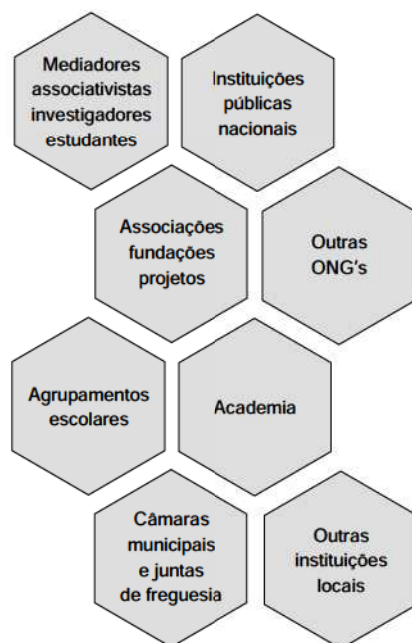 Mediadores
associativistas
investigadores
estudantes
Instituições
públicas
nacionais
Associações
fundações
projetos
Outras
ONG's
Agrupamentos
escolares
Academia
Câmaras
municipais
e juntas
de freguesia
Outras
instituições
locais